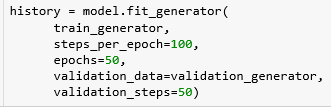 history = model.fit_generator(
      train_generator,
      steps_per_epoch=100,
      epochs=50,
      validation_data=validation_generator,
      validation_steps=50)